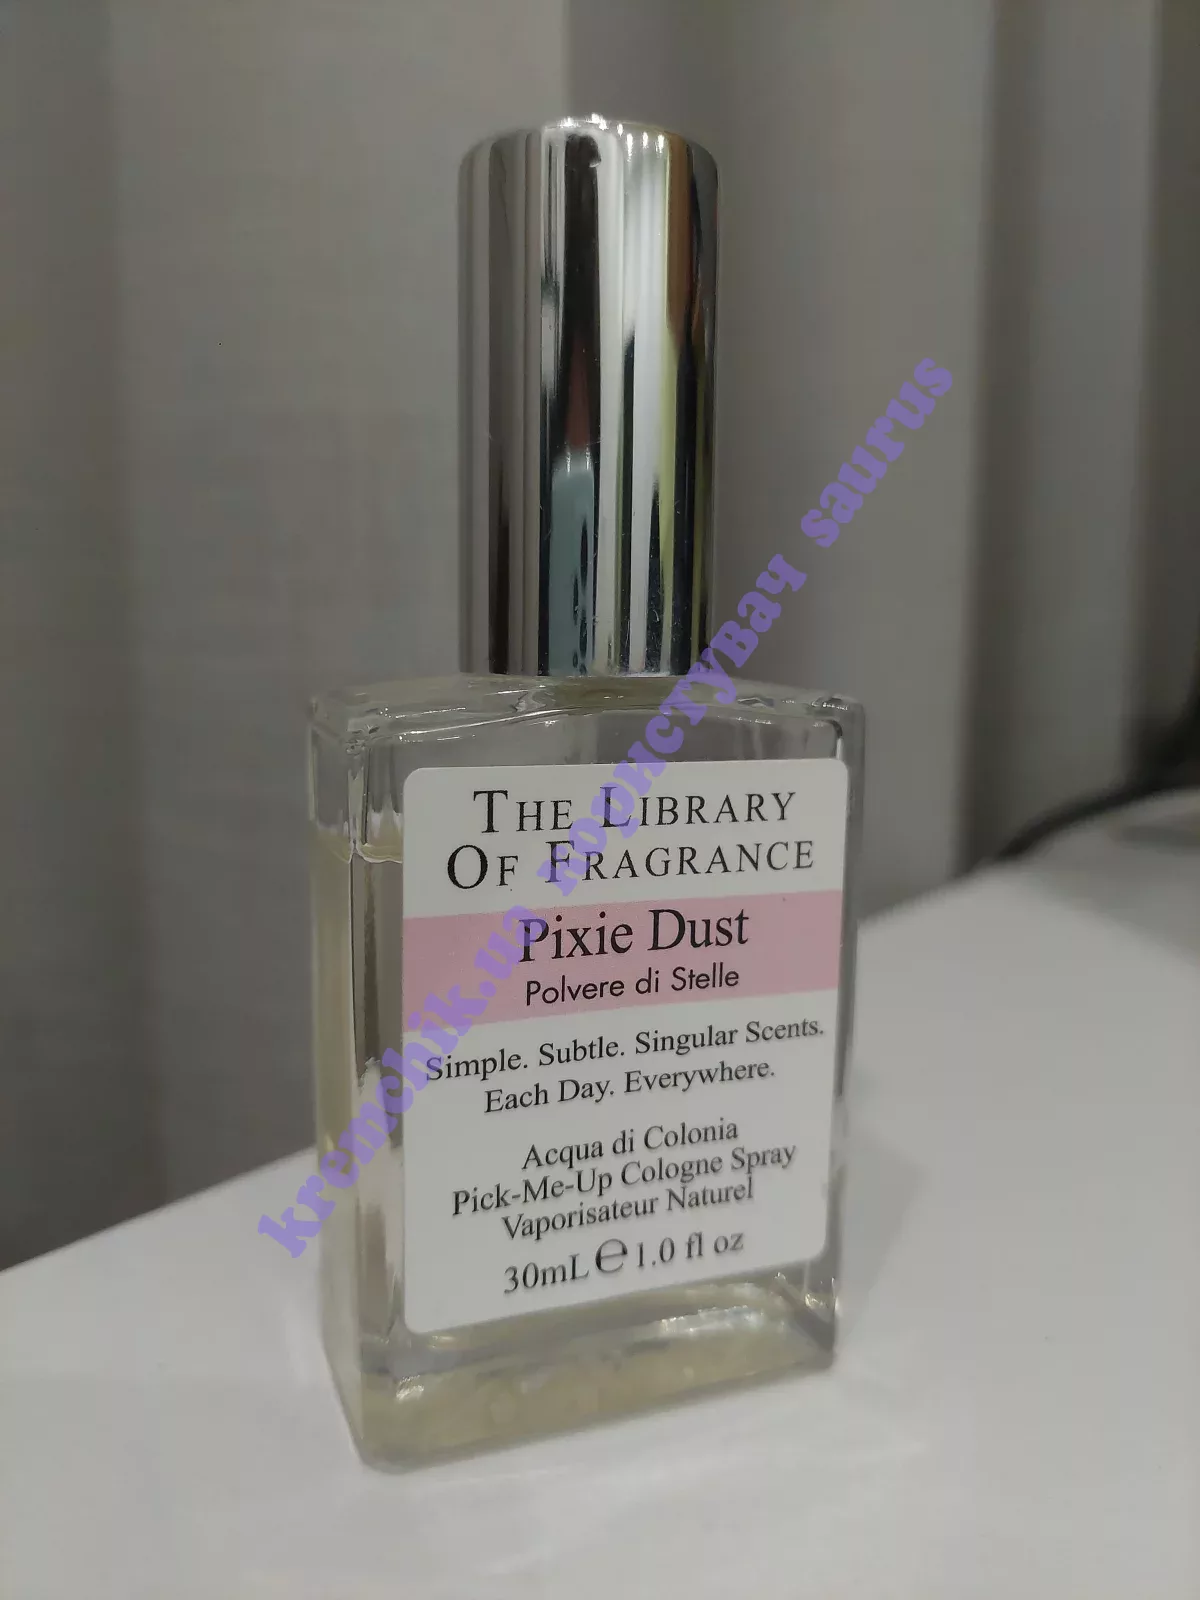 THE LIBRARY
OF FRAGRANCE
Pixie Dust
Polvere di Stelle
Simple. Subtle. Singular Scents.
Each Day. Everywhere.
Acqua di Colonia
Pick-Me-Up Cologne Spray
Vaporisateur Naturel
30mL ℮ 1.0 fl oz
kremchik.ua користувач saurus